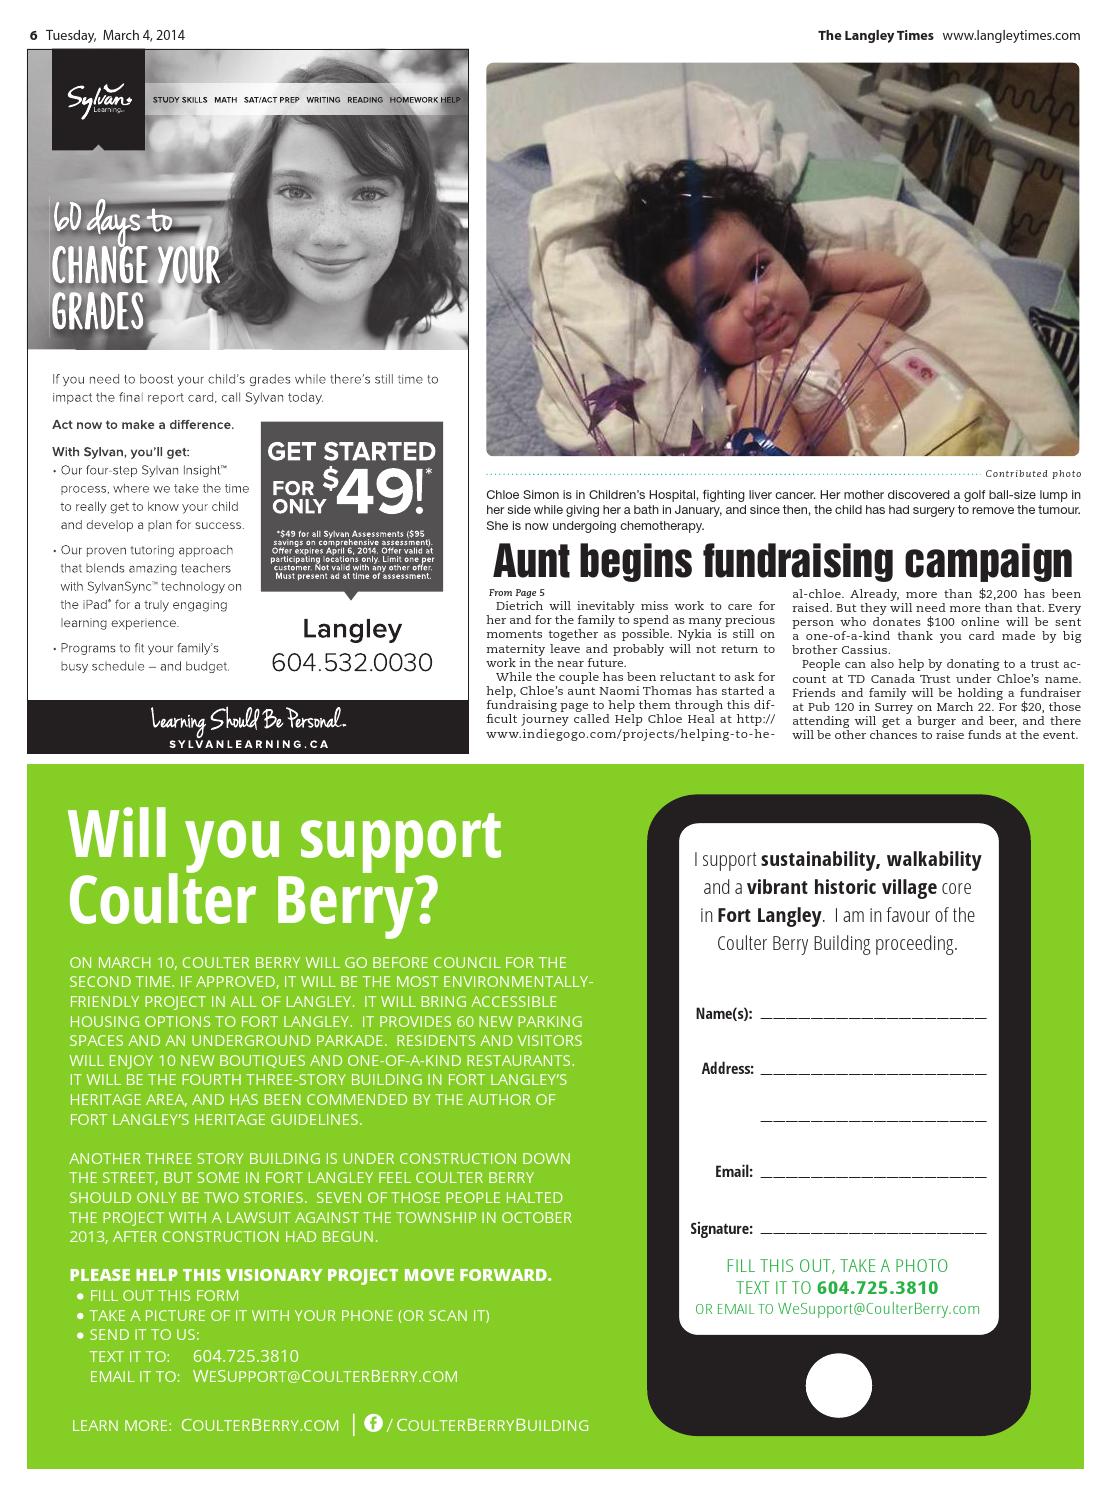 6 Tuesday, March 4, 2014
The Langley Times www.langleytimes.com
Sylvan
Learning
STUDY SKILLS MATH SAT/ACT PREP WRITING READING HOMEWORK HELP
60 days to
CHANGE YOUR
GRADES
If you need to boost your child's grades while there's still time to
impact the final report card, call Sylvan today.
Act now to make a difference.
With Sylvan, you'll get:
• Our four-step Sylvan Insight™
process, where we take the time
to really get to know your child
and develop a plan for success.
• Our proven tutoring approach
that blends amazing teachers
with SylvanSync™ technology on
the iPad® for a truly engaging
learning experience.
• Programs to fit your family's
busy schedule — and budget.
GET STARTED
FOR ONLY $49!*
*$49 for all Sylvan Assessments ($95
savings on comprehensive assessment).
Offer expires April 6, 2014. Offer valid at
participating locations only. Limit one per
customer. Not valid with any other offer.
Must present ad at time of assessment.
Langley
604.532.0030
Learning Should Be Personal.
SYLVANLEARNING.CA
Contributed photo
Chloe Simon is in Children's Hospital, fighting liver cancer. Her mother discovered a golf ball-size lump in
her side while giving her a bath in January, and since then, the child has had surgery to remove the tumour.
She is now undergoing chemotherapy.
Aunt begins fundraising campaign
From Page 5
Dietrich will inevitably miss work to care for
her and for the family to spend as many precious
moments together as possible. Nykia is still on
maternity leave and probably will not return to
work in the near future.
While the couple has been reluctant to ask for
help, Chloe's aunt Naomi Thomas has started a
fundraising page to help them through this dif-
ficult journey called Help Chloe Heal at http://
www.indiegogo.com/projects/helping-to-he-
al-chloe. Already, more than $2,200 has been
raised. But they will need more than that. Every
person who donates $100 online will be sent
a one-of-a-kind thank you card made by big
brother Cassius.
People can also help by donating to a trust ac-
count at TD Canada Trust under Chloe's name.
Friends and family will be holding a fundraiser
at Pub 120 in Surrey on March 22. For $20, those
attending will get a burger and beer, and there
will be other chances to raise funds at the event.
Will you support
Coulter Berry?
ON MARCH 10, COULTER BERRY WILL GO BEFORE COUNCIL FOR THE
SECOND TIME. IF APPROVED, IT WILL BE THE MOST ENVIRONMENTALLY-
FRIENDLY PROJECT IN ALL OF LANGLEY. IT WILL BRING ACCESSIBLE
HOUSING OPTIONS TO FORT LANGLEY. IT PROVIDES 60 NEW PARKING
SPACES AND AN UNDERGROUND PARKADE. RESIDENTS AND VISITORS
WILL ENJOY 10 NEW BOUTIQUES AND ONE-OF-A-KIND RESTAURANTS.
IT WILL BE THE FOURTH THREE-STORY BUILDING IN FORT LANGLEY'S
HERITAGE AREA, AND HAS BEEN COMMENDED BY THE AUTHOR OF
FORT LANGLEY'S HERITAGE GUIDELINES.
ANOTHER THREE STORY BUILDING IS UNDER CONSTRUCTION DOWN
THE STREET, BUT SOME IN FORT LANGLEY FEEL COULTER BERRY
SHOULD ONLY BE TWO STORIES. SEVEN OF THOSE PEOPLE HALTED
THE PROJECT WITH A LAWSUIT AGAINST THE TOWNSHIP IN OCTOBER
2013, AFTER CONSTRUCTION HAD BEGUN.
PLEASE HELP THIS VISIONARY PROJECT MOVE FORWARD.
• FILL OUT THIS FORM
• TAKE A PICTURE OF IT WITH YOUR PHONE (OR SCAN IT)
• SEND IT TO US:
TEXT IT TO: 604.725.3810
EMAIL IT TO: WESUPPORT@COULTERBERRY.COM
LEARN MORE: COULTERBERRY.COM | f / COULTERBERRYBUILDING
I support sustainability, walkability
and a vibrant historic village core
in Fort Langley. I am in favour of the
Coulter Berry Building proceeding.
Name(s): ___________________
Address: ___________________
___________________
Email: ___________________
Signature: ___________________
FILL THIS OUT, TAKE A PHOTO
TEXT IT TO 604.725.3810
OR EMAIL TO WeSupport@CoulterBerry.com